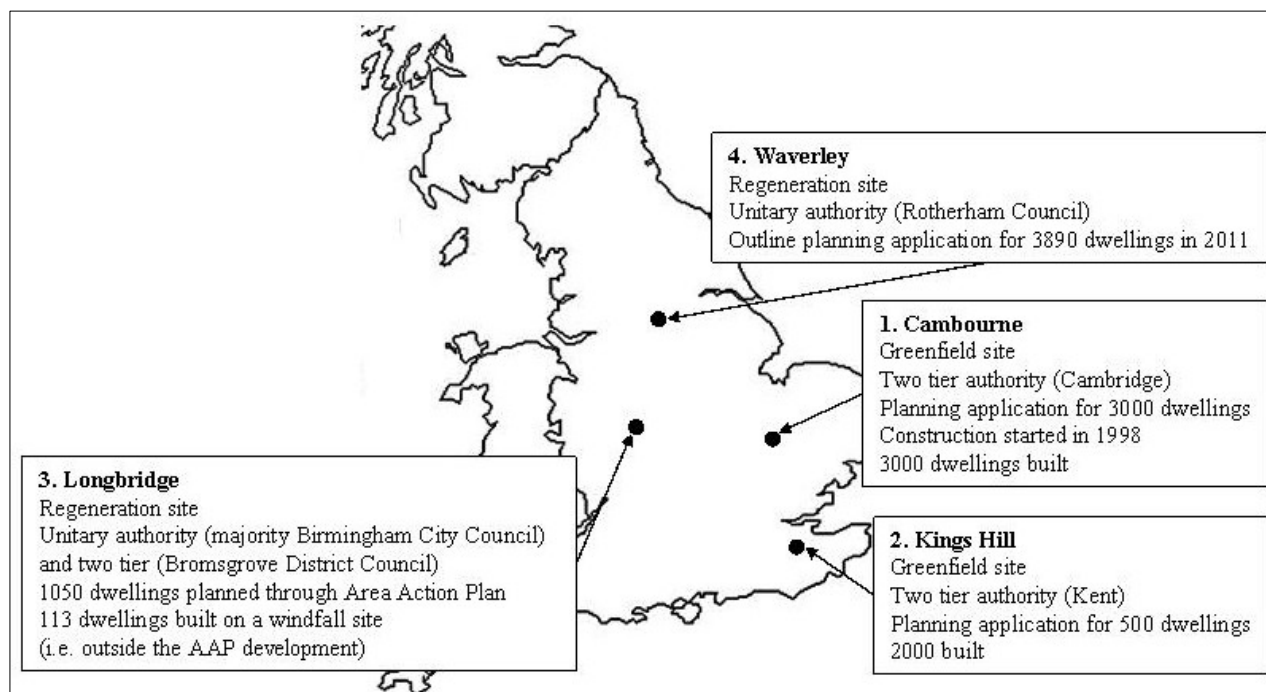 4. Waverley
Regeneration site
Unitary authority (Rotherham Council)
Outline planning application for 3890 dwellings in 2011
1. Cambourne
Greenfield site
Two tier authority (Cambridge)
Planning application for 3000 dwellings
Construction started in 1998
3000 dwellings built
3. Longbridge
Regeneration site
Unitary authority (majority Birmingham City Council)
and two tier (Bromsgrove District Council)
1050 dwellings planned through Area Action Plan
113 dwellings built on a windfall site
(i.e. outside the AAP development)
2. Kings Hill
Greenfield site
Two tier authority (Kent)
Planning application for 500 dwellings
2000 built